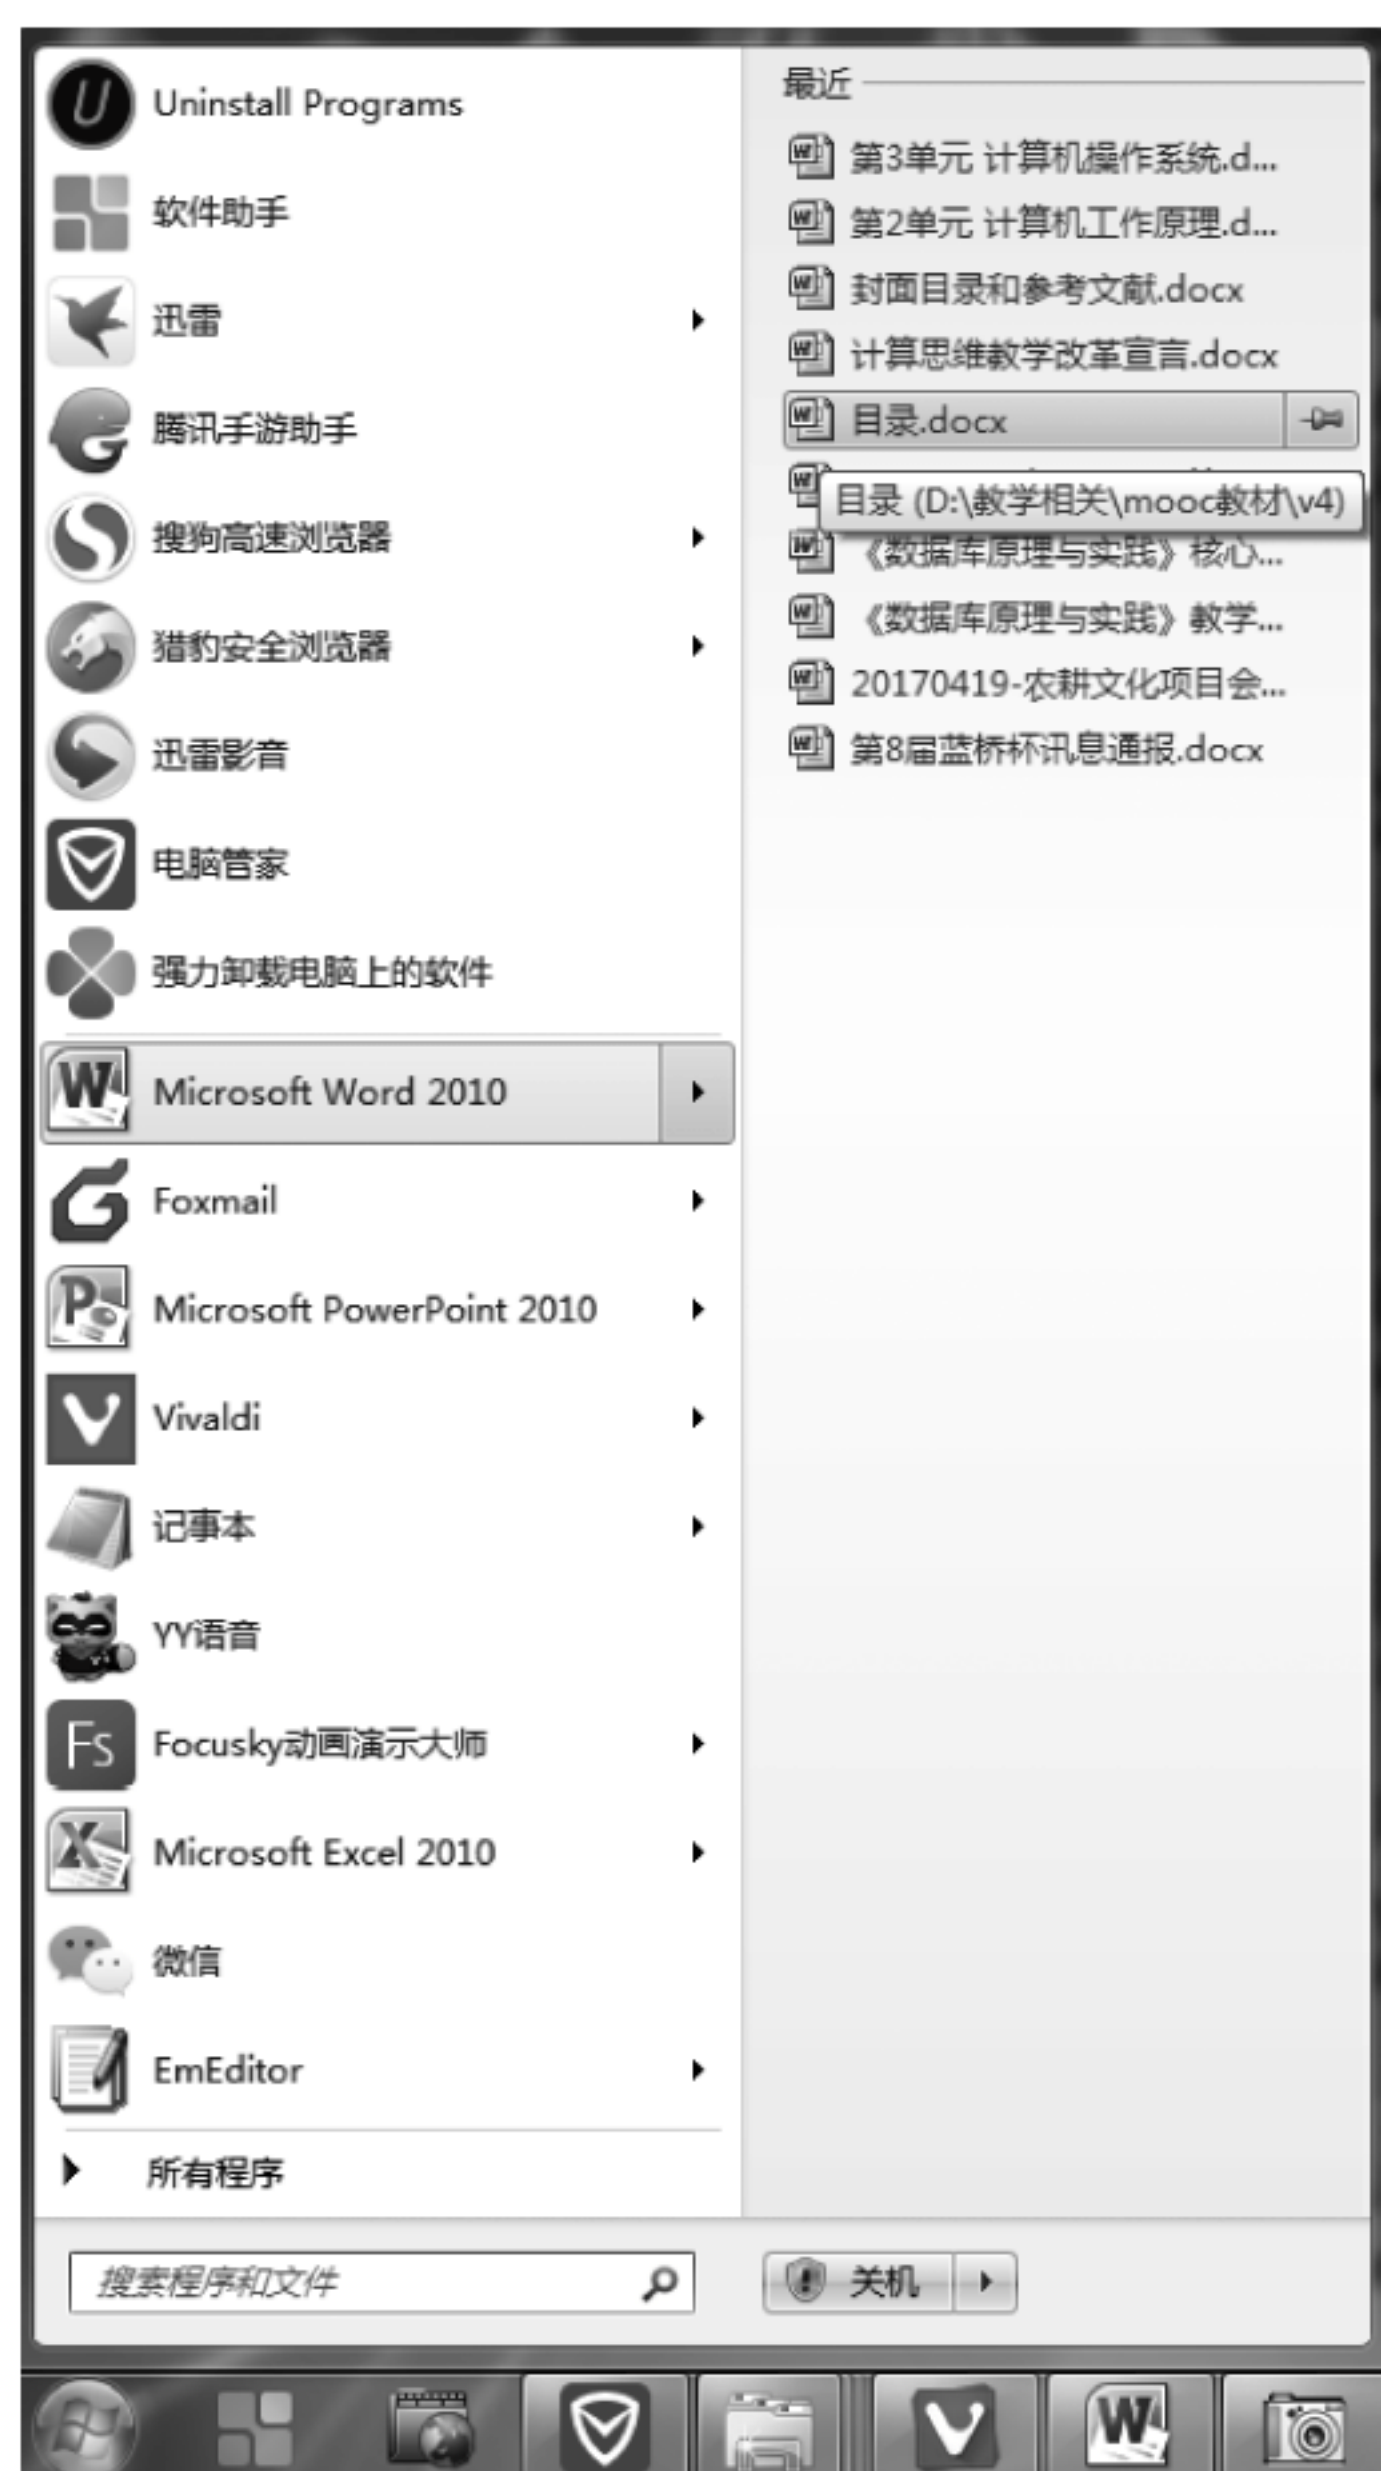 Uninstall Programs
软件助手
迅雷
腾讯手游助手
搜狗高速浏览器
猎豹安全浏览器
迅雷影音
电脑管家
强力卸载电脑上的软件
Microsoft Word 2010
Foxmail
Microsoft PowerPoint 2010
Vivaldi
记事本
YY语音
Focusky动画演示大师
Microsoft Excel 2010
微信
EmEditor
所有程序
搜索程序和文件
最近
第3单元 计算机操作系统.d...
第2单元 计算机工作原理.d...
封面目录和参考文献.docx
计算思维教学改革宣言.docx
目录.docx
目录 (D:\教学相关\mooc教材\v4)
《数据库原理与实践》核心...
《数据库原理与实践》教学...
20170419-农耕文化项目会...
第8届蓝桥杯讯息通报.docx
关机